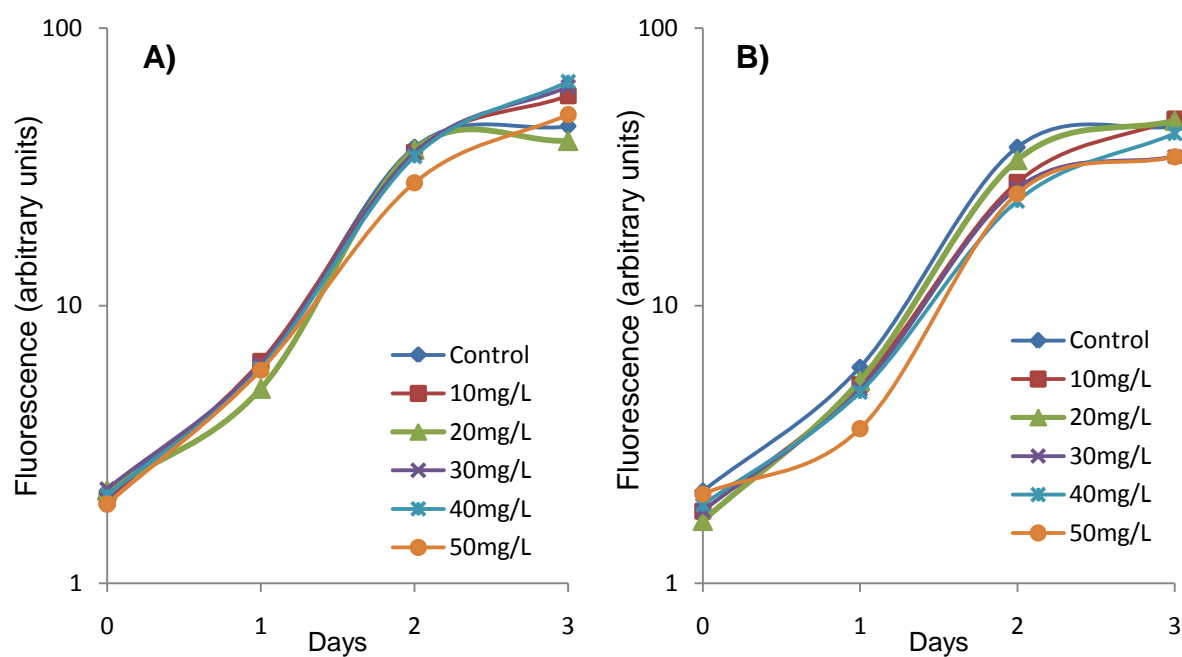 A)
Fluorescence (arbitrary units)
100
10
1
0 1 2 3
Days
Control
10mg/L
20mg/L
30mg/L
40mg/L
50mg/L
B)
Fluorescence (arbitrary units)
100
10
1
0 1 2 3
Days
Control
10mg/L
20mg/L
30mg/L
40mg/L
50mg/L